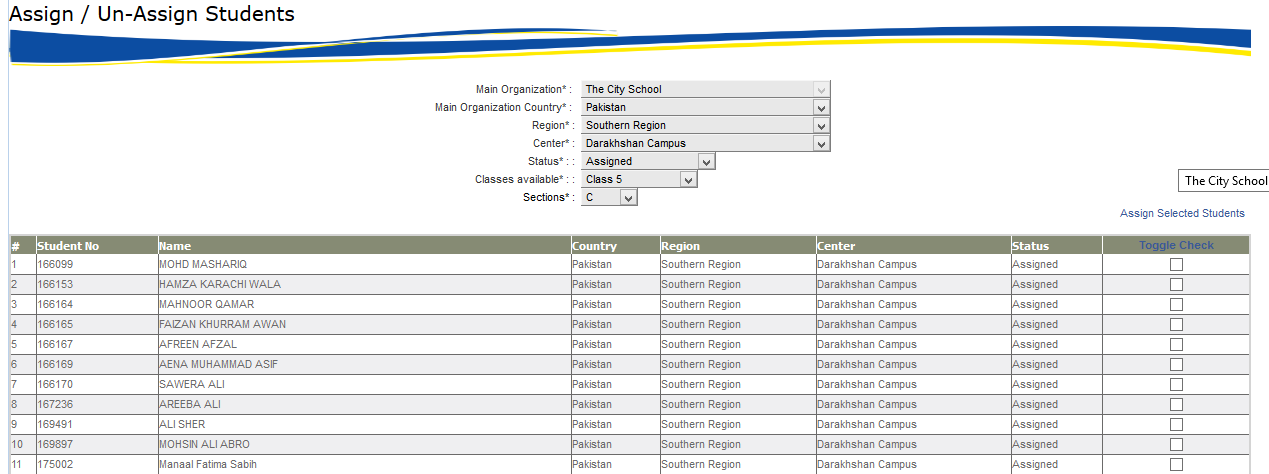 Assign / Un-Assign Students
Main Organization* : The City School
Main Organization Country* : Pakistan
Region* : Southern Region
Center* : Darakhshan Campus
Status* : : Assigned
Classes available* : : Class 5
The City School
Sections* : C
Assign Selected Students
# Student No Name Country Region Center Status Toggle Check
1 166099 MOHD MASHARIQ Pakistan Southern Region Darakhshan Campus Assigned
2 166153 HAMZA KARACHI WALA Pakistan Southern Region Darakhshan Campus Assigned
3 166164 MAHNOOR QAMAR Pakistan Southern Region Darakhshan Campus Assigned
4 166165 FAIZAN KHURRAM AWAN Pakistan Southern Region Darakhshan Campus Assigned
5 166167 AFREEN AFZAL Pakistan Southern Region Darakhshan Campus Assigned
6 166169 AENA MUHAMMAD ASIF Pakistan Southern Region Darakhshan Campus Assigned
7 166170 SAWERA ALI Pakistan Southern Region Darakhshan Campus Assigned
8 167236 AREEBA ALI Pakistan Southern Region Darakhshan Campus Assigned
9 169491 ALI SHER Pakistan Southern Region Darakhshan Campus Assigned
10 169897 MOHSIN ALI ABRO Pakistan Southern Region Darakhshan Campus Assigned
11 175002 Manaal Fatima Sabih Pakistan Southern Region Darakhshan Campus Assigned